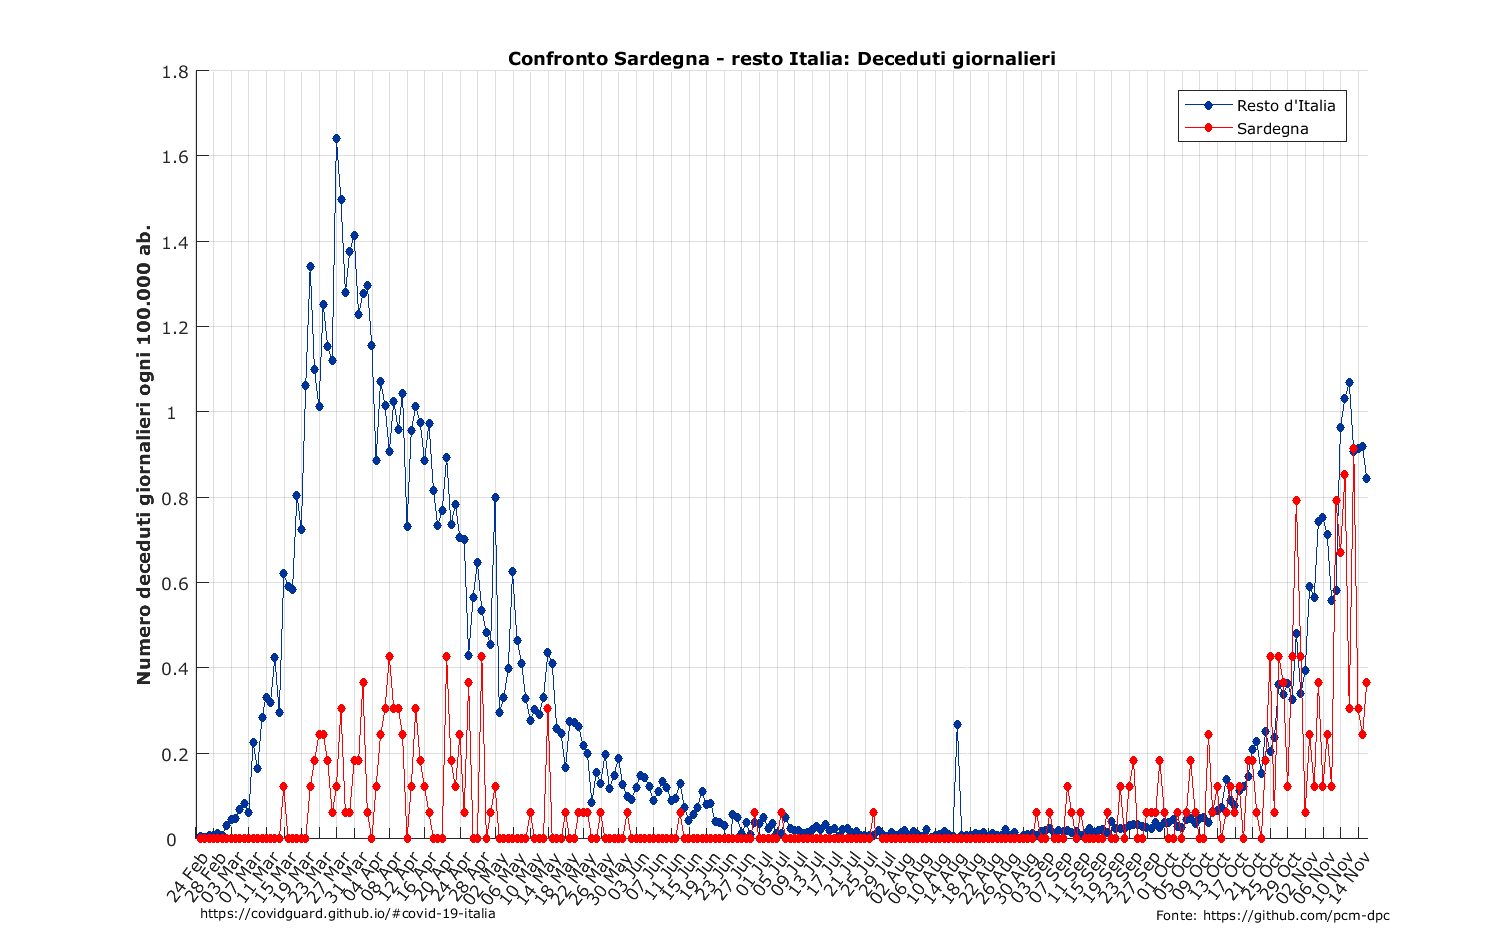 Confronto Sardegna - resto Italia: Deceduti giornalieri
Resto d'Italia
Sardegna
Numero deceduti giornalieri ogni 100.000 ab.
1.8
1.6
1.4
1.2
1
0.8
0.6
0.4
0.2
0
24 Feb
28 Feb
03 Mar
07 Mar
11 Mar
15 Mar
19 Mar
23 Mar
27 Mar
31 Mar
04 Apr
08 Apr
12 Apr
16 Apr
20 Apr
24 Apr
28 Apr
02 May
06 May
10 May
14 May
18 May
22 May
26 May
30 May
03 Jun
07 Jun
11 Jun
15 Jun
19 Jun
23 Jun
27 Jun
01 Jul
05 Jul
09 Jul
13 Jul
17 Jul
21 Jul
25 Jul
29 Jul
02 Aug
06 Aug
10 Aug
14 Aug
18 Aug
22 Aug
26 Aug
30 Aug
03 Sep
07 Sep
11 Sep
15 Sep
19 Sep
23 Sep
27 Sep
01 Oct
05 Oct
09 Oct
13 Oct
17 Oct
21 Oct
25 Oct
29 Oct
02 Nov
06 Nov
10 Nov
14 Nov
https://covidguard.github.io/#covid-19-italia
Fonte: https://github.com/pcm-dpc